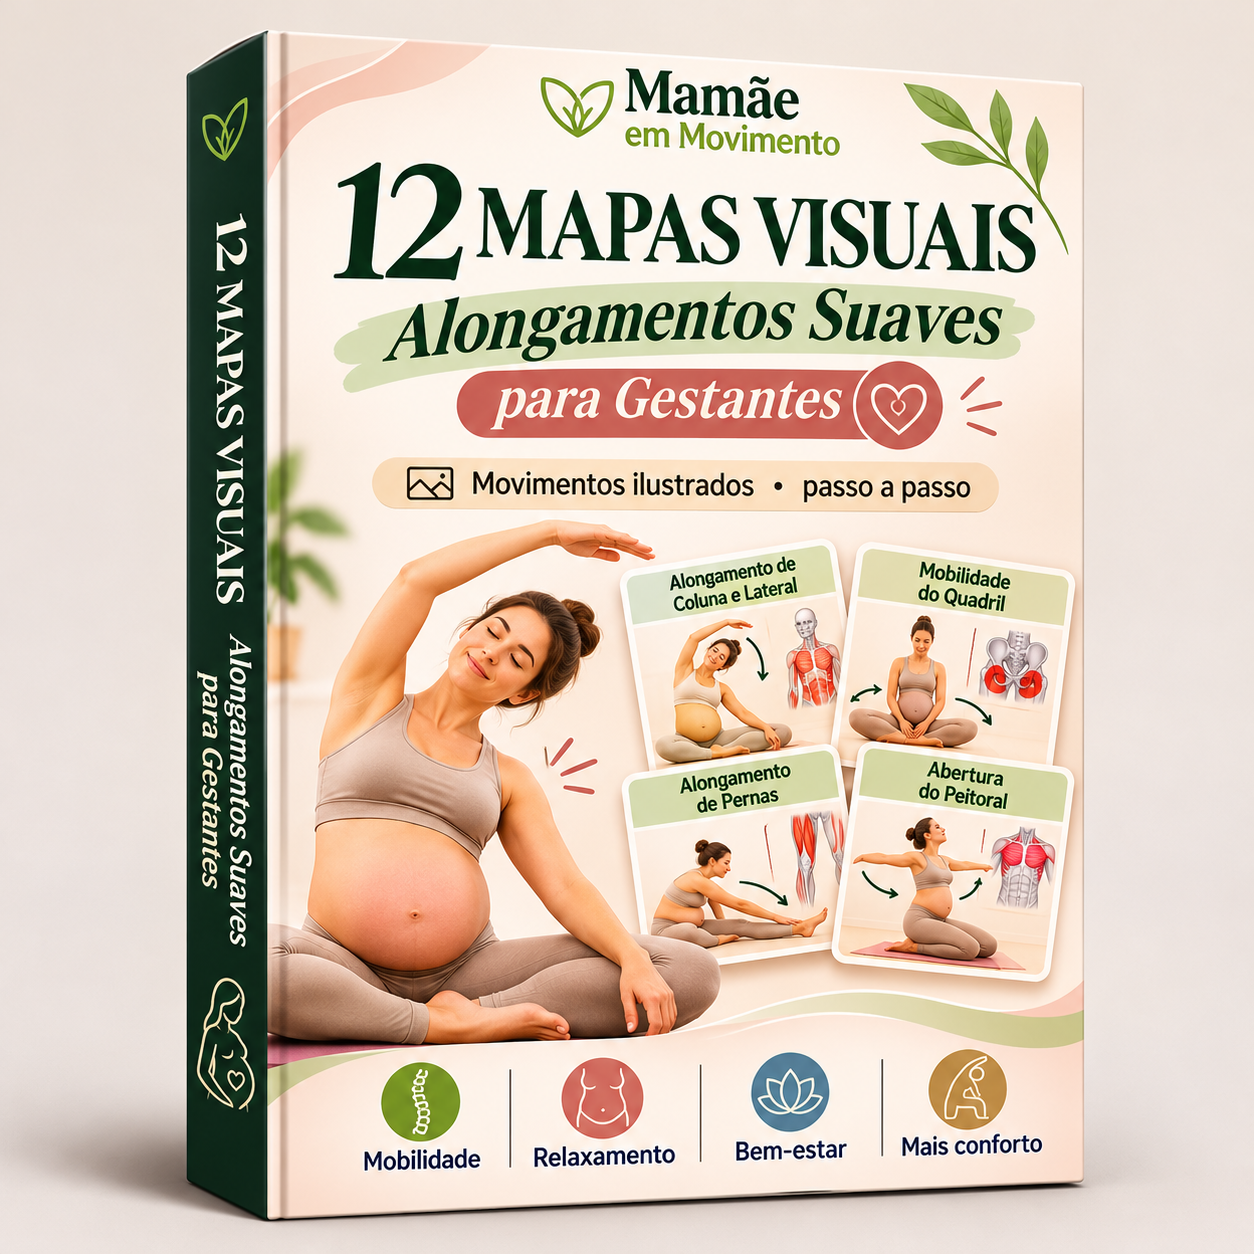 Mamãe
em Movimento
12 MAPAS VISUAIS
Alongamentos Suaves
para Gestantes
Movimentos ilustrados • passo a passo
Alongamento de
Coluna e Lateral
Mobilidade
do Quadril
Alongamento
de Pernas
Abertura
do Peitoral
Mobilidade
Relaxamento
Bem-estar
Mais conforto
12 MAPAS VISUAIS
Alongamentos Suaves
para Gestantes